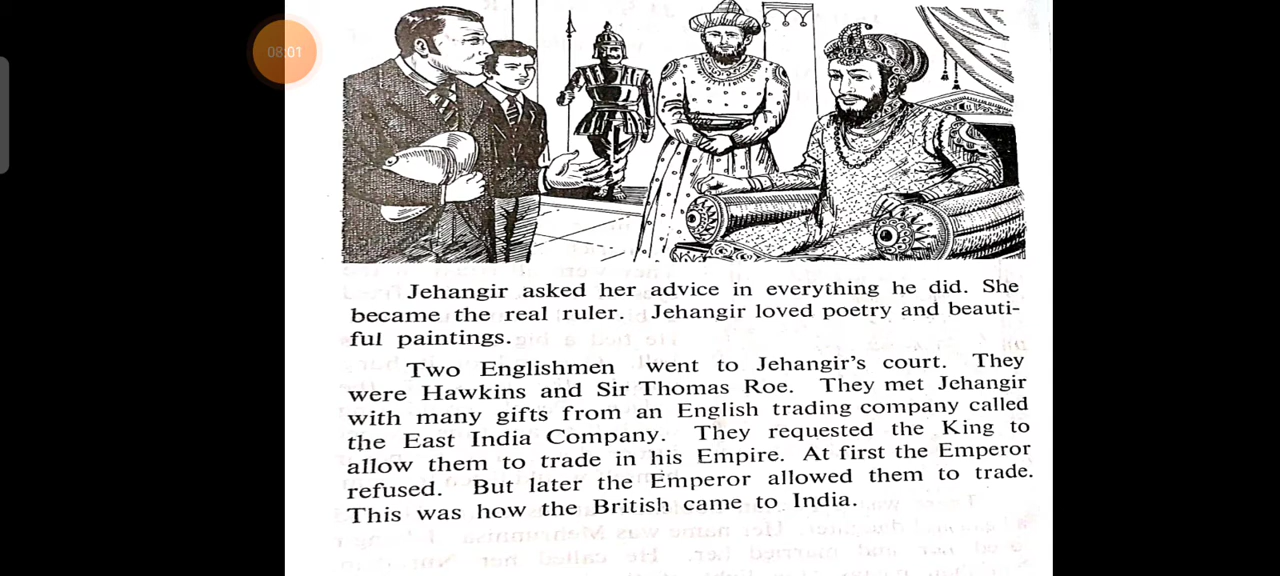 08:01
Jehangir asked her advice in everything he did. She
became the real ruler. Jehangir loved poetry and beauti-
ful paintings.
Two Englishmen went to Jehangir's court. They
were Hawkins and Sir Thomas Roe. They met Jehangir
with many gifts from an English trading company called
the East India Company. They requested the King to
allow them to trade in his Empire. At first the Emperor
refused. But later the Emperor allowed them to trade.
This was how the British came to India.